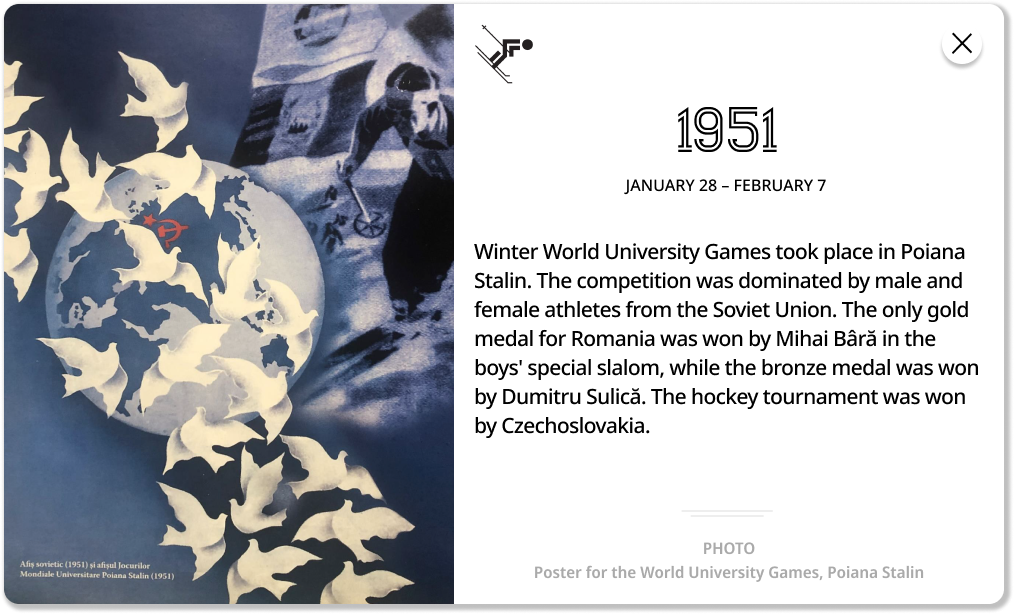 1951
JANUARY 28 – FEBRUARY 7
Winter World University Games took place in Poiana
Stalin. The competition was dominated by male and
female athletes from the Soviet Union. The only gold
medal for Romania was won by Mihai Bâră in the
boys' special slalom, while the bronze medal was won
by Dumitru Sulică. The hockey tournament was won
by Czechoslovakia.
PHOTO
Poster for the World University Games, Poiana Stalin
Afiș sovietic (1951) și afișul Jocurilor
Mondiale Universitare Poiana Stalin (1951)